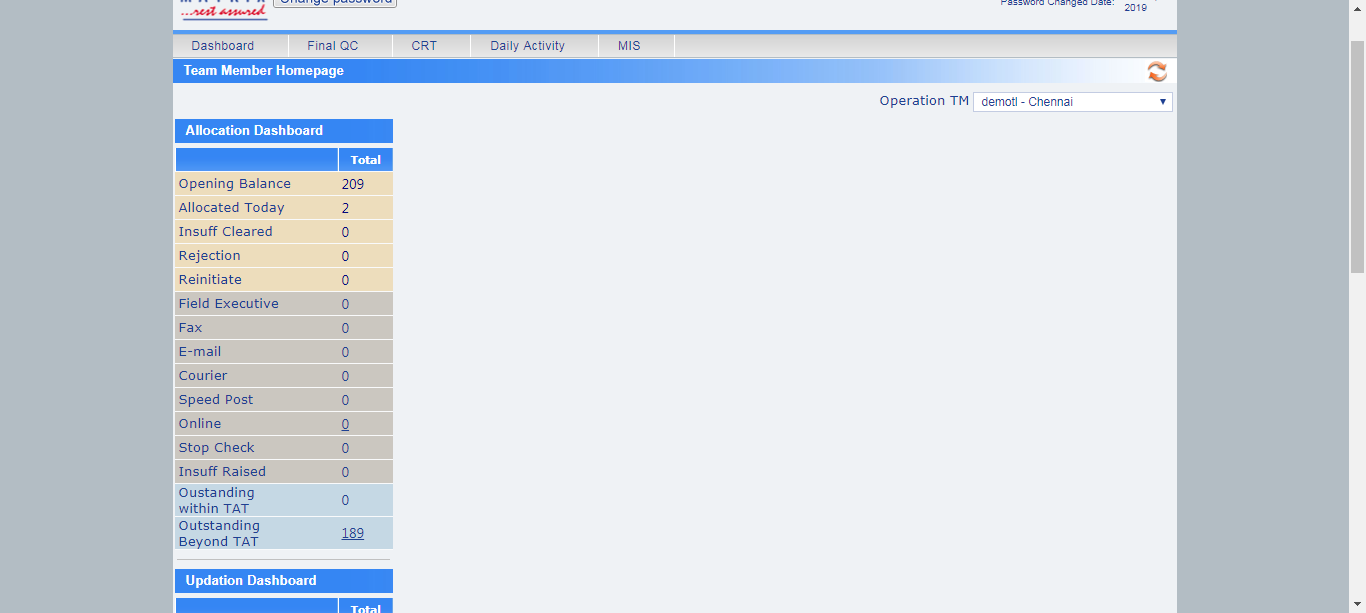 ...rest assured
Change password
Password Changed Date:
2019
Dashboard Final QC CRT Daily Activity MIS
Team Member Homepage
Operation TM demotl - Chennai
Allocation Dashboard
Total
Opening Balance 209
Allocated Today 2
Insuff Cleared 0
Rejection 0
Reinitiate 0
Field Executive 0
Fax 0
E-mail 0
Courier 0
Speed Post 0
Online 0
Stop Check 0
Insuff Raised 0
Oustanding
within TAT 0
Outstanding
Beyond TAT 189
Updation Dashboard
Total